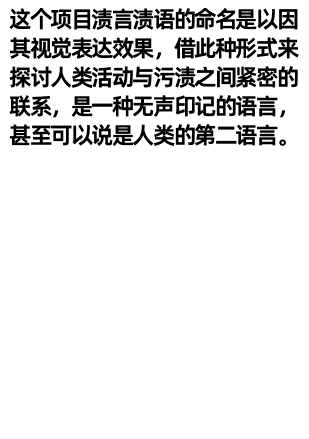 这个项目渍言渍语的命名是以因
其视觉表达效果，借此种形式来
探讨人类活动与污渍之间紧密的
联系，是一种无声印记的语言，
甚至可以说是人类的第二语言。